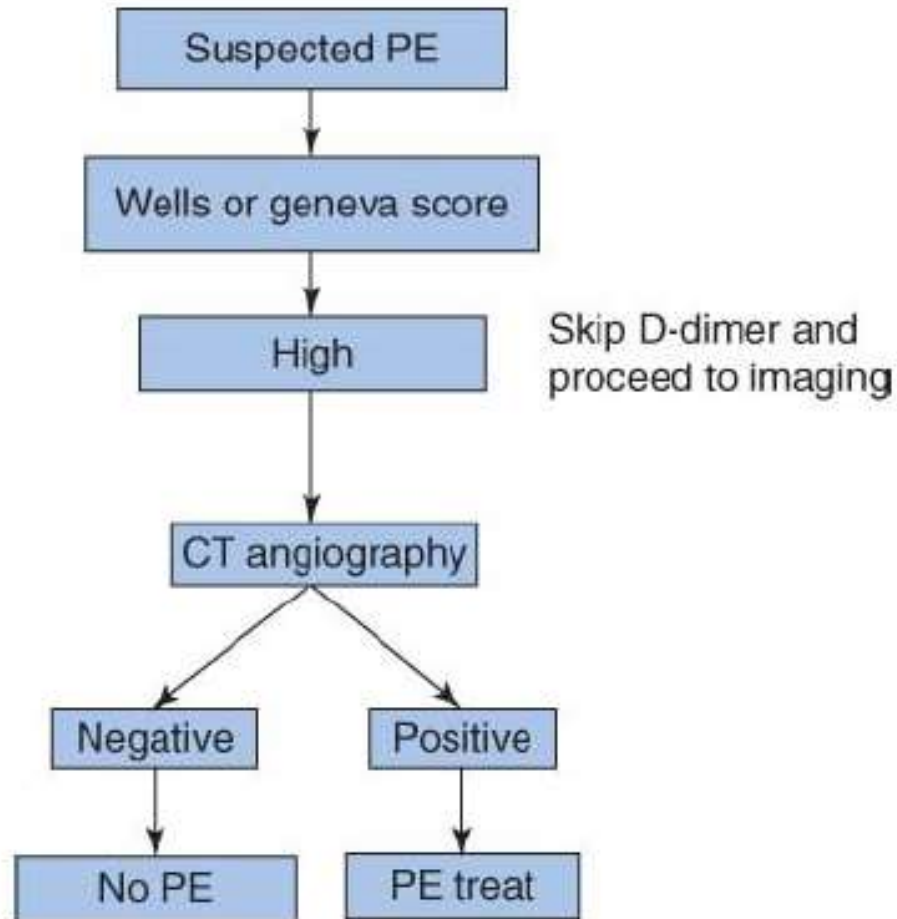 Suspected PE
Wells or geneva score
High
Skip D-dimer and
proceed to imaging
CT angiography
Negative
Positive
No PE
PE treat